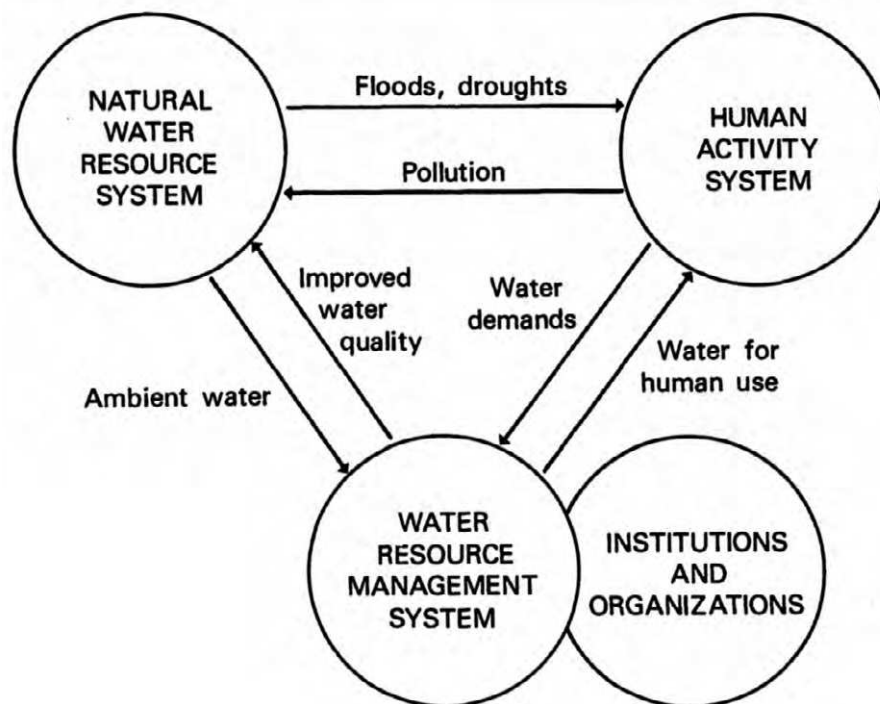 NATURAL
WATER
RESOURCE
SYSTEM
Floods, droughts
Pollution
HUMAN
ACTIVITY
SYSTEM
Improved
water
quality
Water
demands
Ambient water
Water for
human use
WATER
RESOURCE
MANAGEMENT
SYSTEM
INSTITUTIONS
AND
ORGANIZATIONS